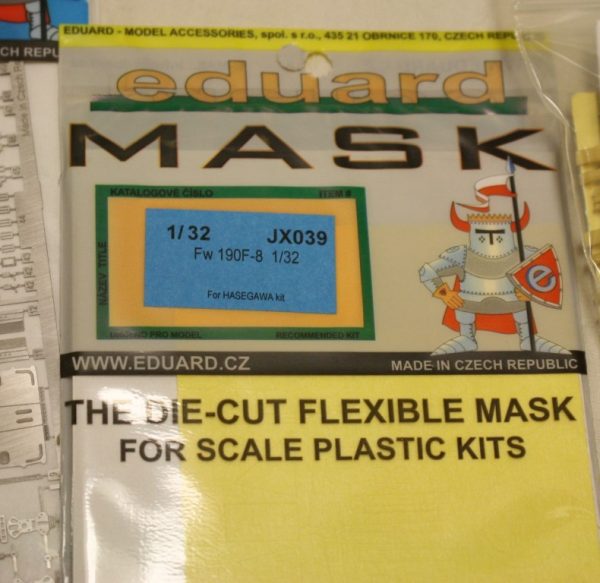 EDUARD - MODEL ACCESSORIES, spol. s r.o., 435 21 OBRNICE 170, CZECH REPUBLIC
CH REPUBLIC
eduard
MASK
KATALOGOVÉ ČÍSLO ITEM #
NÁZEV TITLE
1/32 JX039
Fw 190F-8 1/32
For HASEGAWA kit
URČENO PRO MODEL RECOMMENDED KIT
e
WWW.EDUARD.CZ MADE IN CZECH REPUBLIC
THE DIE-CUT FLEXIBLE MASK
FOR SCALE PLASTIC KITS